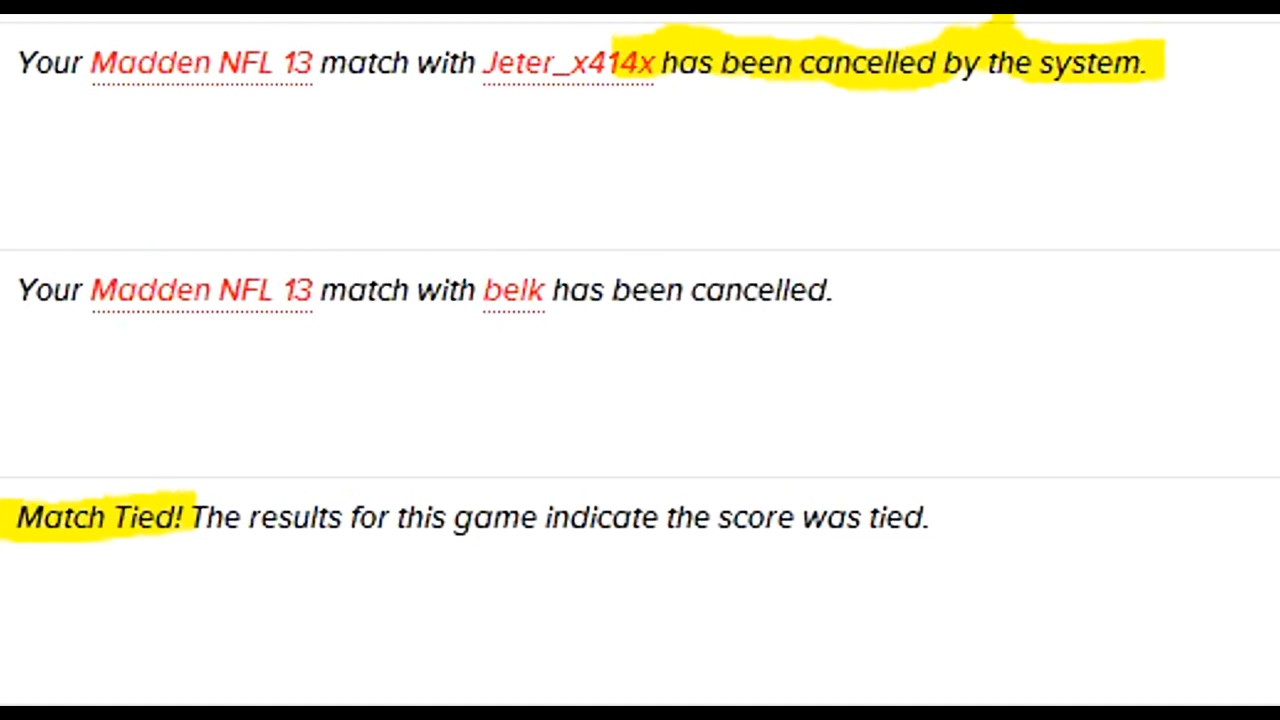 Your Madden NFL 13 match with Jeter_x414x has been cancelled by the system.
Your Madden NFL 13 match with belk has been cancelled.
Match Tied! The results for this game indicate the score was tied.